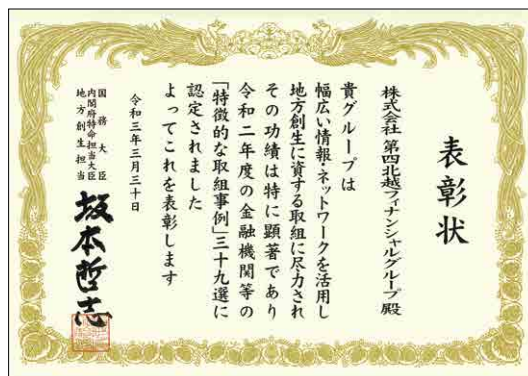 表彰状
株式会社 第四北越フィナンシャルグループ殿
貴グループは
幅広い情報・ネットワークを活用し
地方創生に資する取組に尽力され
その功績は特に顕著であり
令和二年度の金融機関等の
「特徴的な取組事例」三十九選に
認定されました
よってこれを表彰します
令和三年三月三十日
国務大臣
内閣府特命担当大臣
地方創生担当
坂本哲志